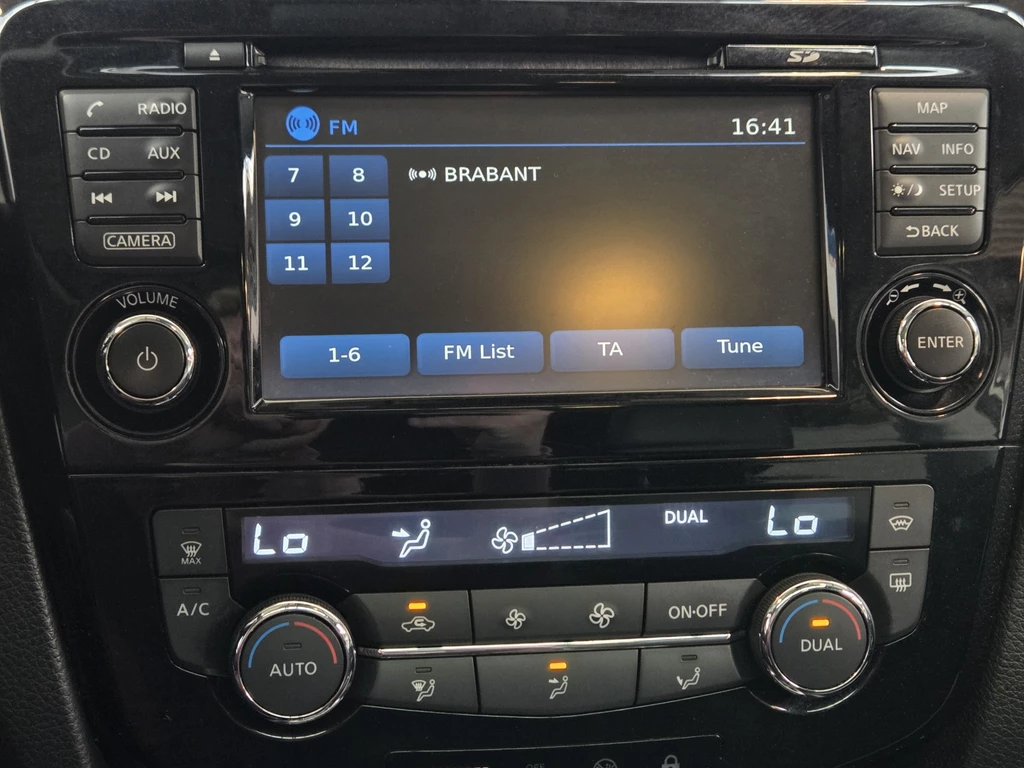 SD
RADIO
CD AUX
CAMERA
VOLUME
FM 16:41
7 8 BRABANT
9 10
11 12
1-6 FM List TA Tune
MAP
NAV INFO
SETUP
BACK
ENTER
Lo DUAL Lo
MAX
A/C
AUTO
ON·OFF
DUAL
OFF